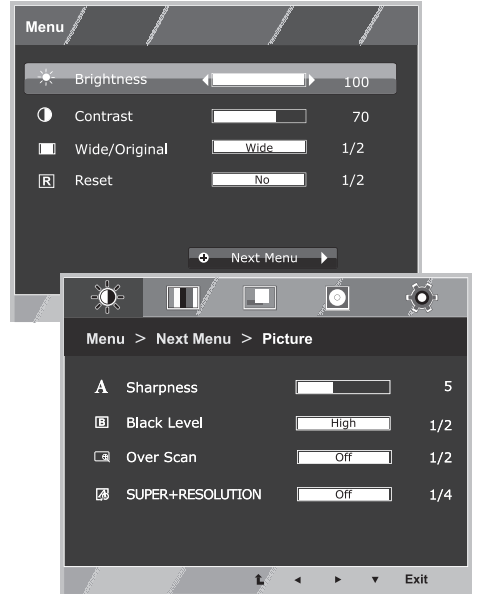 Menu
Brightness 100
Contrast 70
Wide/Original Wide 1/2
R Reset No 1/2
Next Menu
Menu > Next Menu > Picture
A Sharpness 5
B Black Level High 1/2
Over Scan Off 1/2
SUPER+RESOLUTION Off 1/4
Exit